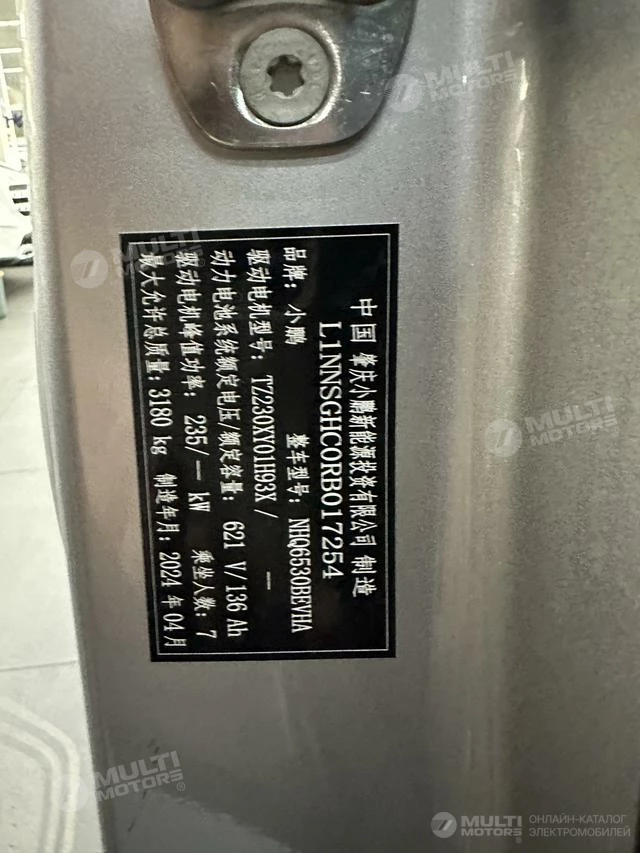 中国 肇庆小鹏新能源投资有限公司 制造
L1NNSGHC0RB017254
品牌: 小鹏 整车型号: NHQ6530BEVHA
驱动电机型号: TZ230XY01H93X / —
动力电池系统额定电压/额定容量: 621 V/136 Ah
驱动电机峰值功率: 235/— kW 乘坐人数: 7
最大允许总质量: 3180 kg 制造年月: 2024 年 04 月
MULTI MOTORS®
MULTI MOTORS®
MULTI MOTORS®
MULTI MOTORS®
MULTI MOTORS®
MULTI MOTORS® ОНЛАЙН-КАТАЛОГ ЭЛЕКТРОМОБИЛЕЙ